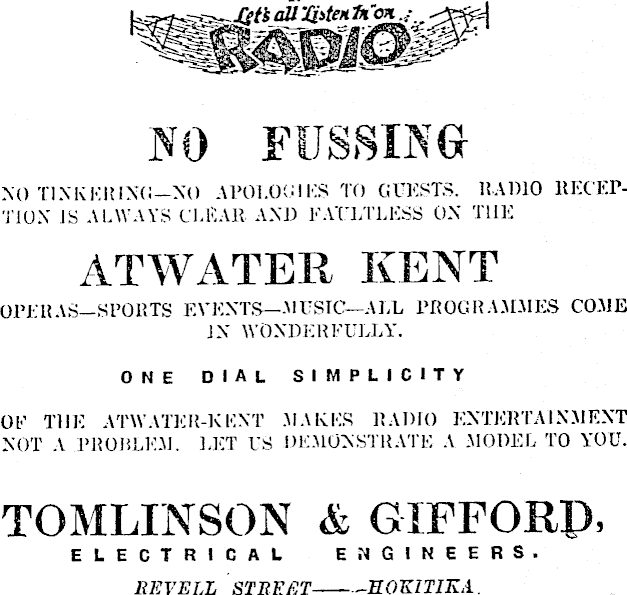 Let's all Listen In" on
RADIO
NO FUSSING
NO TINKERING—NO APOLOGIES TO GUESTS. RADIO RECEP-
TION IS ALWAYS CLEAR AND FAULTLESS ON THE
ATWATER KENT
OPERAS—SPORTS EVENTS—MUSIC—ALL PROGRAMMES COME
IN WONDERFULLY.
ONE DIAL SIMPLICITY
OF THE ATWATER-KENT MAKES RADIO ENTERTAINMENT
NOT A PROBLEM. LET US DEMONSTRATE A MODEL TO YOU.
TOMLINSON & GIFFORD,
ELECTRICAL ENGINEERS.
REVELL STREET——HOKITIKA.